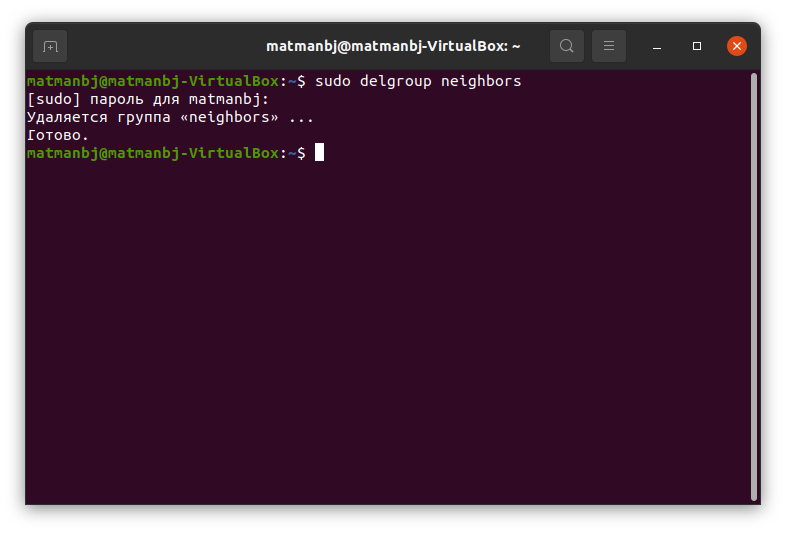 matmanbj@matmanbj-VirtualBox: ~
matmanbj@matmanbj-VirtualBox:~$ sudo delgroup neighbors
[sudo] пароль для matmanbj:
Удаляется группа «neighbors» ...
Готово.
matmanbj@matmanbj-VirtualBox:~$